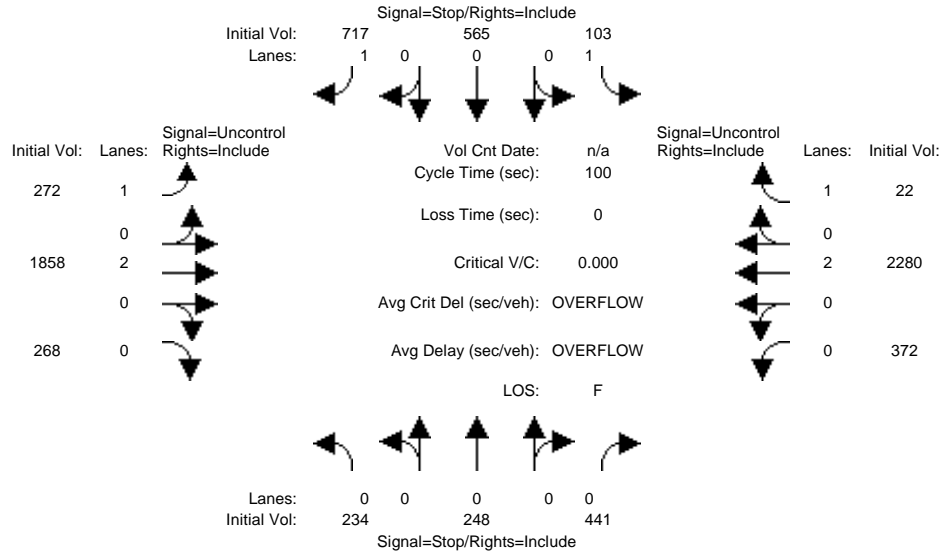 Signal=Stop/Rights=Include
Initial Vol: 717 565 103
Lanes: 1 0 0 0 1
Signal=Uncontrol
Initial Vol: Lanes: Rights=Include
Vol Cnt Date: n/a
Signal=Uncontrol
Rights=Include Lanes: Initial Vol:
Cycle Time (sec): 100
272 1
1 22
Loss Time (sec): 0
0
0
1858 2
Critical V/C: 0.000
2 2280
0
Avg Crit Del (sec/veh): OVERFLOW
0
268 0
Avg Delay (sec/veh): OVERFLOW
0 372
LOS: F
Lanes: 0 0 0 0 0
Initial Vol: 234 248 441
Signal=Stop/Rights=Include